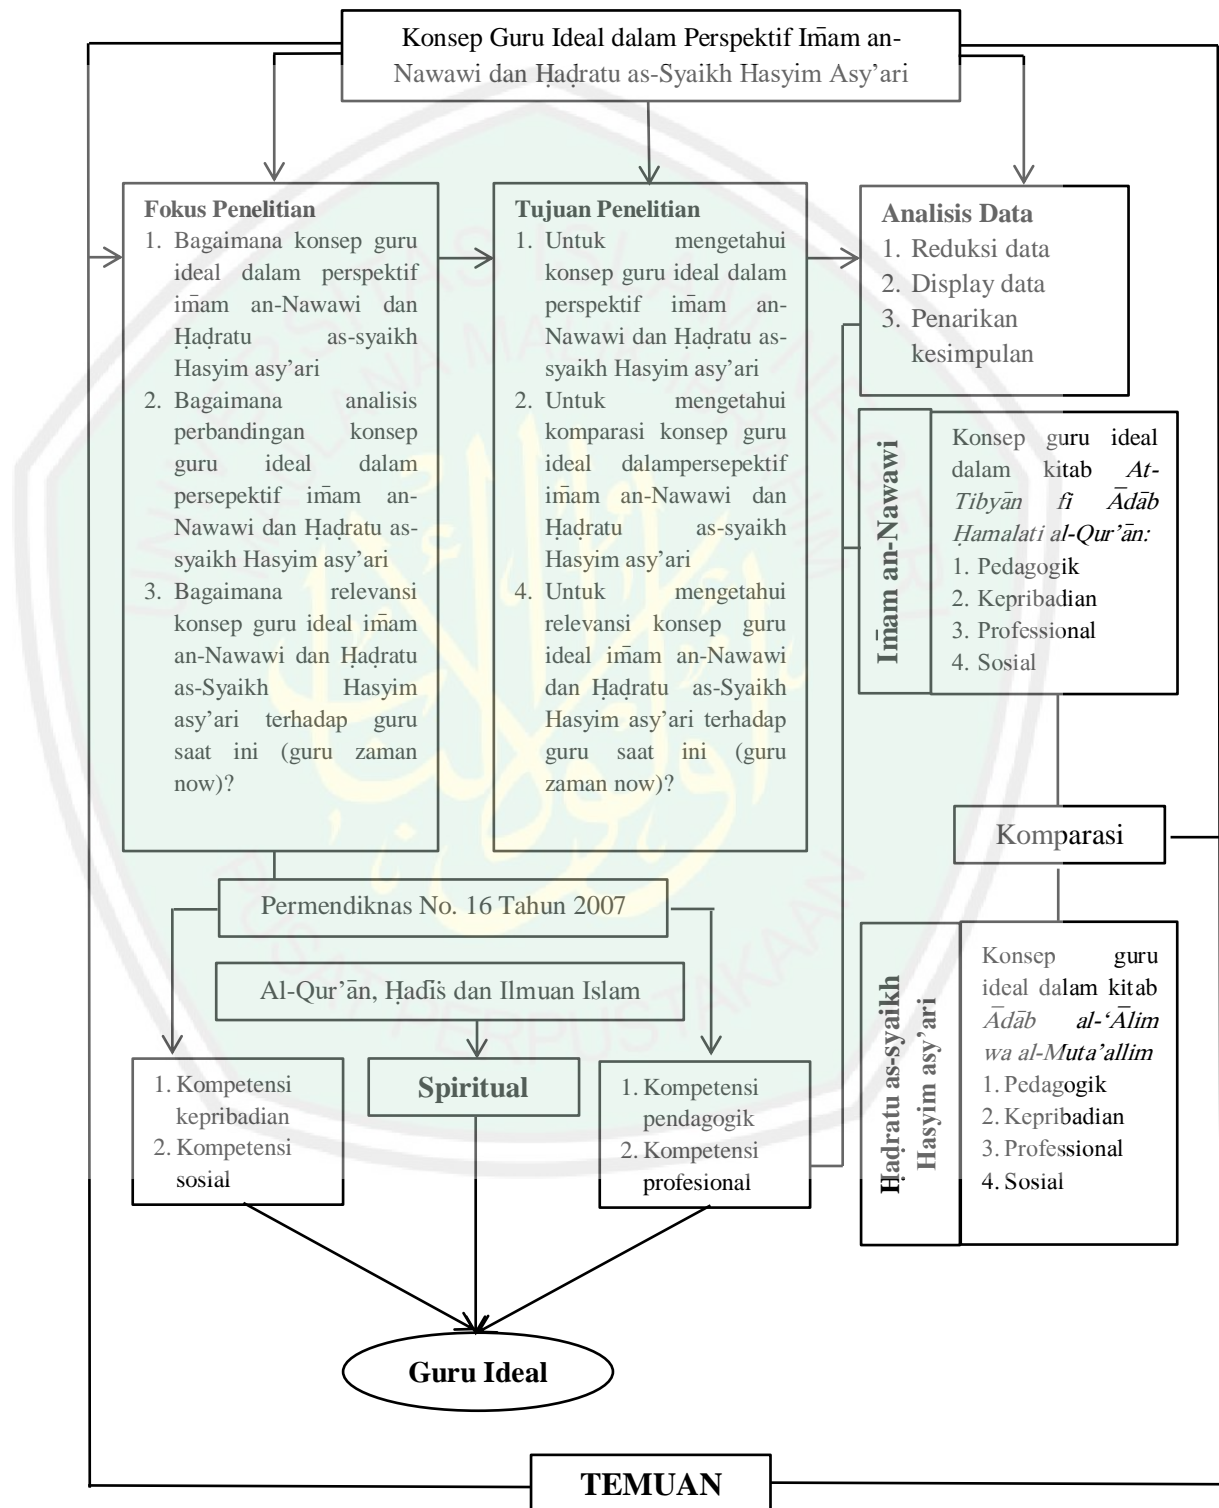 Konsep Guru Ideal dalam Perspektif Imām an-
Nawawi dan Ḥaḍratu as-Syaikh Hasyim Asy'ari
Fokus Penelitian
1. Bagaimana konsep guru
ideal dalam perspektif
imām an-Nawawi dan
Ḥaḍratu as-syaikh
Hasyim asy'ari
2. Bagaimana analisis
perbandingan konsep
guru ideal dalam
persepektif imām an-
Nawawi dan Ḥaḍratu as-
syaikh Hasyim asy'ari
3. Bagaimana relevansi
konsep guru ideal imām
an-Nawawi dan Ḥaḍratu
as-Syaikh Hasyim
asy'ari terhadap guru
saat ini (guru zaman
now)?
Tujuan Penelitian
1. Untuk mengetahui
konsep guru ideal dalam
perspektif imām an-
Nawawi dan Ḥaḍratu as-
syaikh Hasyim asy'ari
2. Untuk mengetahui
komparasi konsep guru
ideal dalampersepektif
imām an-Nawawi dan
Ḥaḍratu as-syaikh
Hasyim asy'ari
4. Untuk mengetahui
relevansi konsep guru
ideal imām an-Nawawi
dan Ḥaḍratu as-Syaikh
Hasyim asy'ari terhadap
guru saat ini (guru
zaman now)?
Analisis Data
1. Reduksi data
2. Display data
3. Penarikan
kesimpulan
Imām an-Nawawi
Konsep guru ideal
dalam kitab At-
Tibyān fi Ādāb
Ḥamalati al-Qur'ān:
1. Pedagogik
2. Kepribadian
3. Professional
4. Sosial
Komparasi
Ḥaḍratu as-syaikh
Hasyim asy'ari
Konsep guru
ideal dalam kitab
Ādāb al-'Ālim
wa al-Muta'allim
1. Pedagogik
2. Kepribadian
3. Professional
4. Sosial
Permendiknas No. 16 Tahun 2007
Al-Qur'ān, Ḥadīṡ dan Ilmuan Islam
1. Kompetensi
kepribadian
2. Kompetensi
sosial
Spiritual
1. Kompetensi
pendagogik
2. Kompetensi
profesional
Guru Ideal
TEMUAN
UNIVERSITAS ISLAM NEGERI
MAULANA MALIK IBRAHIM
PUSAT PERPUSTAKAAN